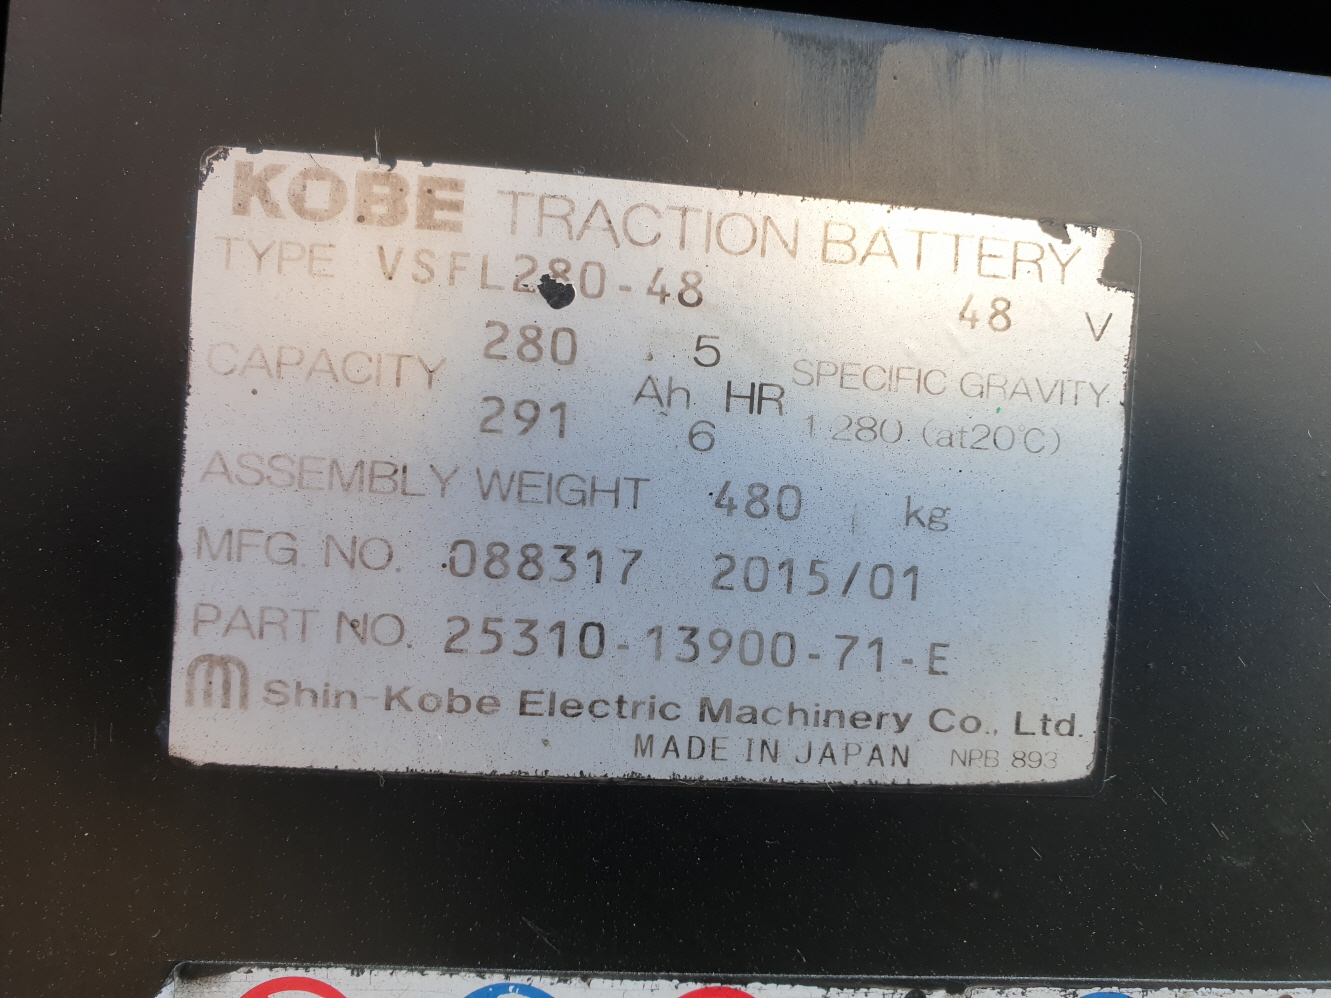 KOBE TRACTION BATTERY
TYPE VSFL280-48 48 V
280 5
CAPACITY Ah HR SPECIFIC GRAVITY
291 6 1.280 (at20°C)
ASSEMBLY WEIGHT 480 kg
MFG. NO. 088317 2015/01
PART NO. 25310-13900-71-E
Shin-Kobe Electric Machinery Co., Ltd.
MADE IN JAPAN NPB 893